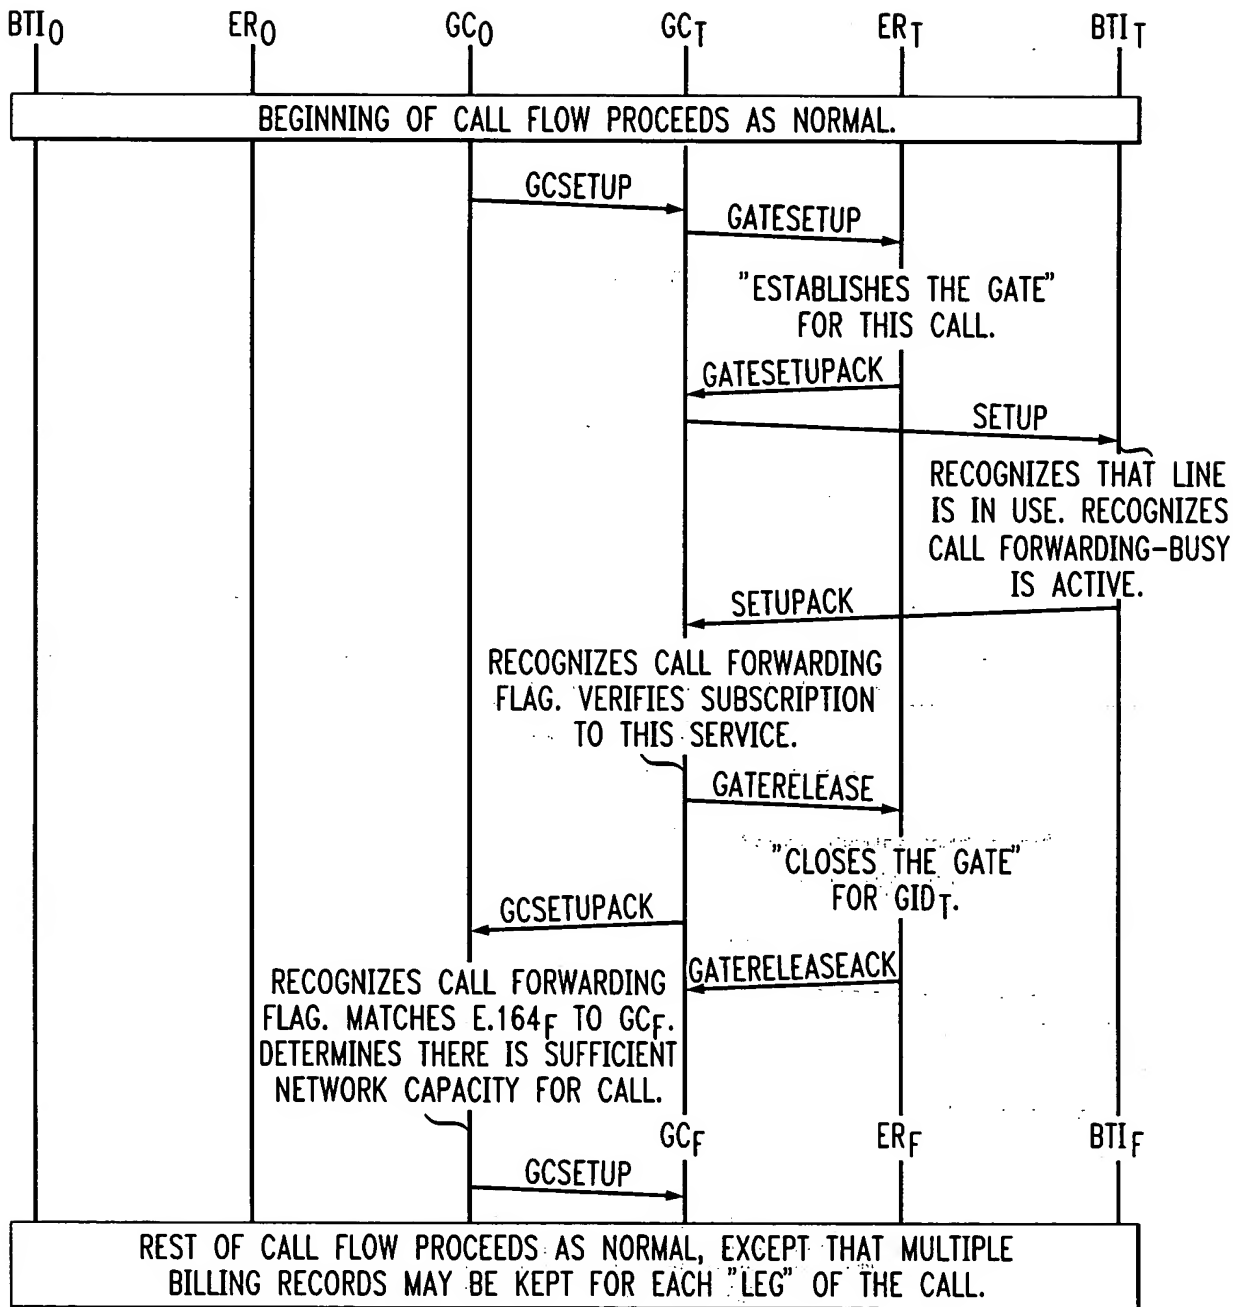 BTIO ERO GCO GCT ERT BTIT
BEGINNING OF CALL FLOW PROCEEDS AS NORMAL.
GCSETUP
GATESETUP
"ESTABLISHES THE GATE"
FOR THIS CALL.
GATESETUPACK
SETUP
RECOGNIZES THAT LINE
IS IN USE. RECOGNIZES
CALL FORWARDING-BUSY
IS ACTIVE.
SETUPACK
RECOGNIZES CALL FORWARDING
FLAG. VERIFIES SUBSCRIPTION
TO THIS SERVICE.
GATERELEASE
"CLOSES THE GATE"
FOR GIDT.
GCSETUPACK
GATERELEASEACK
RECOGNIZES CALL FORWARDING
FLAG. MATCHES E.164F TO GCF.
DETERMINES THERE IS SUFFICIENT
NETWORK CAPACITY FOR CALL.
GCF ERF BTIF
GCSETUP
REST OF CALL FLOW PROCEEDS AS NORMAL, EXCEPT THAT MULTIPLE
BILLING RECORDS MAY BE KEPT FOR EACH "LEG" OF THE CALL.